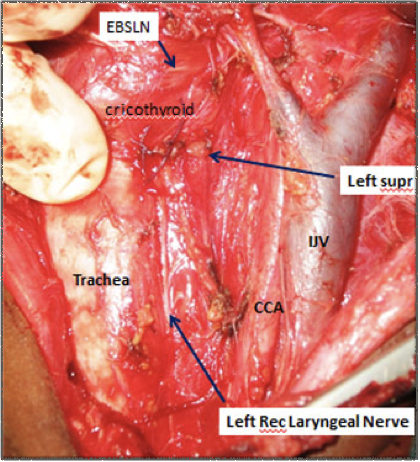 EBSLN
cricothyroid
Left supr
IJV
Trachea
CCA
Left Rec Laryngeal Nerve